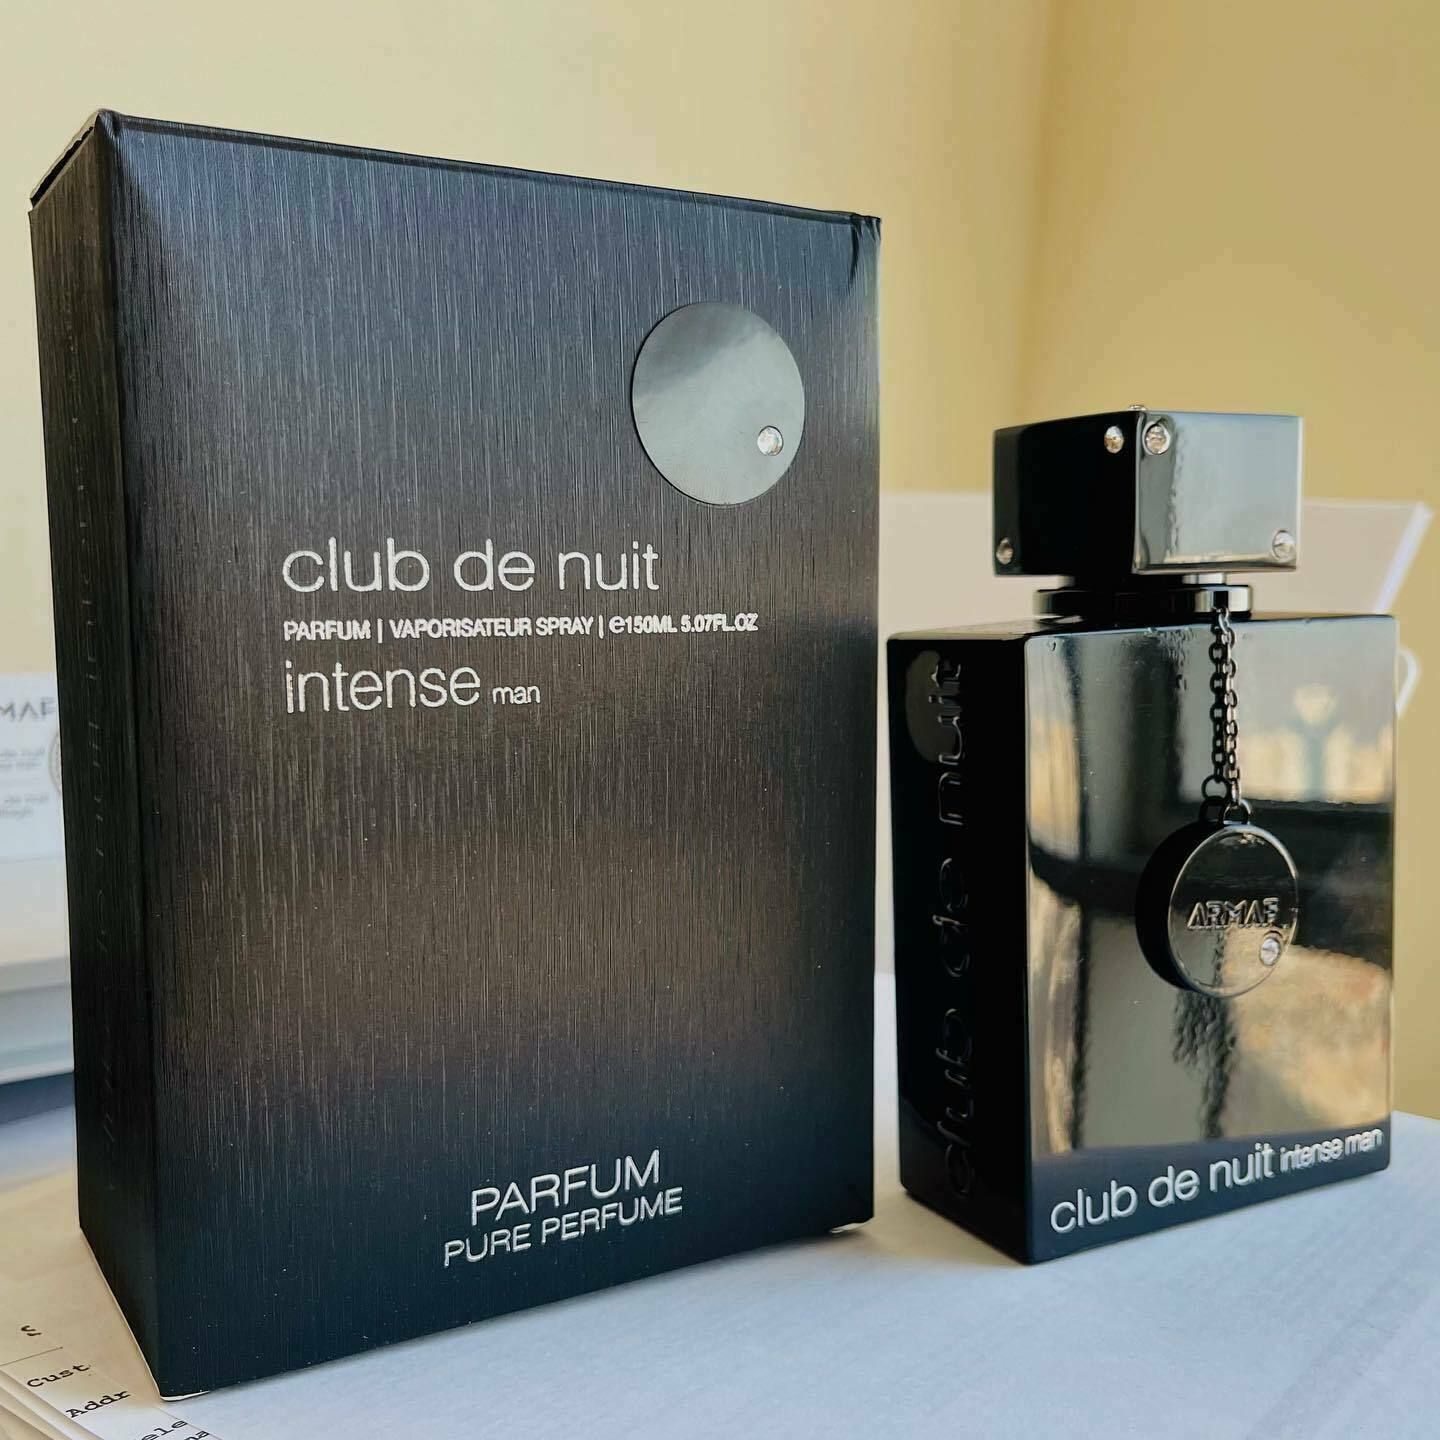 club de nuit
PARFUM | VAPORISATEUR SPRAY | e150ML 5.07FL.OZ
intense man
PARFUM
PURE PERFUME
club de nuit
ARMAF
club de nuit intense man
Cust
Addr